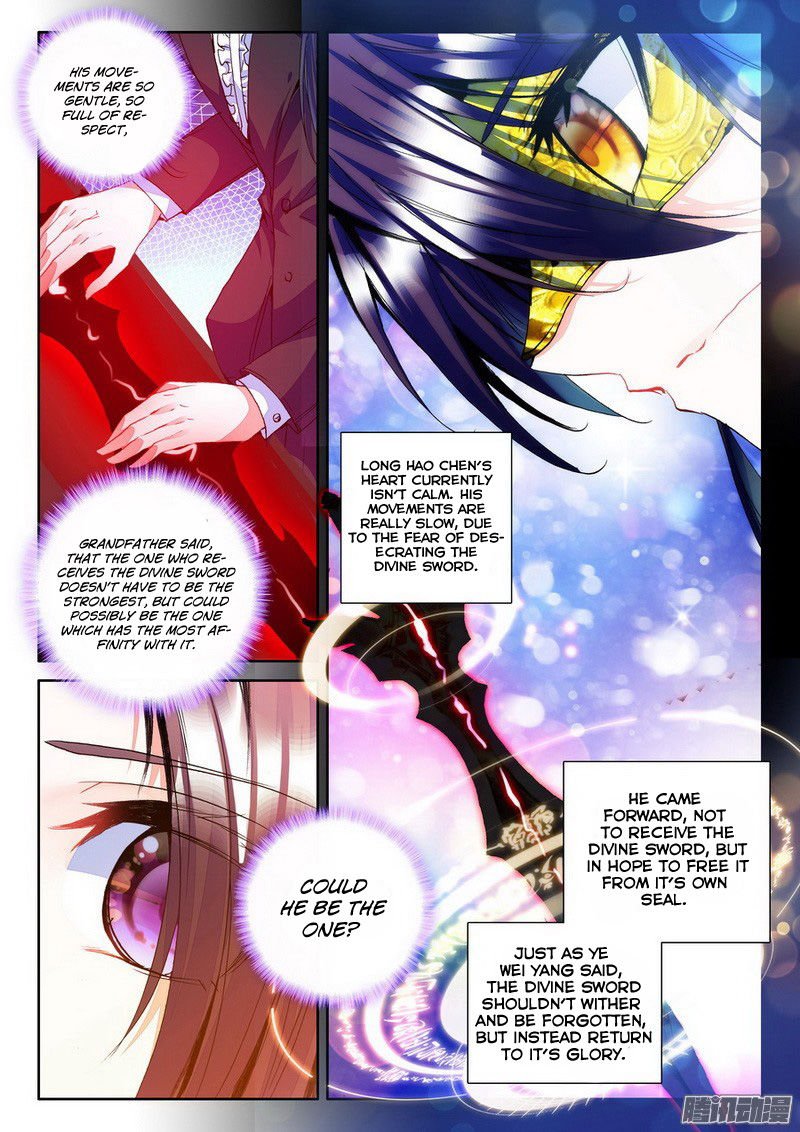 HIS MOVE-
MENTS ARE SO
GENTLE, SO
FULL OF RE-
SPECT,
LONG HAO CHEN'S
HEART CURRENTLY
ISN'T CALM. HIS
MOVEMENTS ARE
REALLY SLOW, DUE
TO THE FEAR OF DES-
ECRATING THE
DIVINE SWORD.
GRANDFATHER SAID,
THAT THE ONE WHO RE-
CEIVES THE DIVINE SWORD
DOESN'T HAVE TO BE THE
STRONGEST, BUT COULD
POSSIBLY BE THE ONE
WHICH HAS THE MOST AF-
FINITY WITH IT.
HE CAME
FORWARD, NOT
TO RECEIVE THE
DIVINE SWORD, BUT
IN HOPE TO FREE IT
FROM IT'S OWN
SEAL.
COULD
HE BE THE
ONE?
JUST AS YE
WEI YANG SAID,
THE DIVINE SWORD
SHOULDN'T WITHER
AND BE FORGOTTEN,
BUT INSTEAD RETURN
TO IT'S GLORY.
腾讯动漫